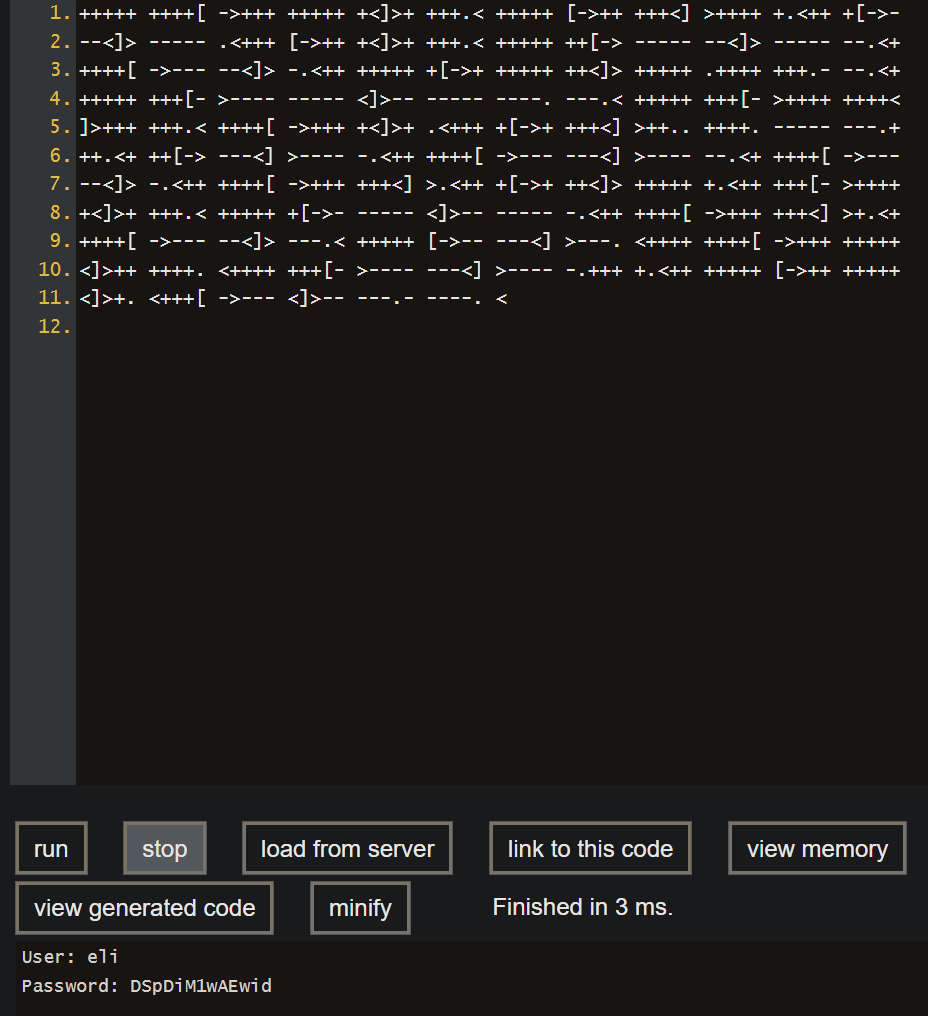 1. +++++ ++++[ ->+++ +++++ +<]>+ +++.< +++++ [->++ +++<] >++++ +.<++ +[->-
2. --<]> ----- .<+++ [->++ +<]>+ +++.< +++++ ++[-> ----- --<]> ----- --.<+
3. ++++[ ->--- --<]> -.<++ +++++ +[->+ +++++ ++<]> +++++ .++++ +++.- --.<+
4. +++++ +++[- >---- ----- <]>-- ----- ----. ---.< +++++ +++[- >++++ ++++<
5. ]>+++ +++.< ++++[ ->+++ +<]>+ .<+++ +[->+ +++<] >++.. ++++. ----- ---.+
6. ++.<+ ++[-> ---<] >---- -.<++ ++++[ ->--- ---<] >---- --.<+ ++++[ ->---
7. --<]> -.<++ ++++[ ->+++ +++<] >.<++ +[->+ ++<]> +++++ +.<++ +++[- >++++
8. +<]>+ +++.< +++++ +[->- ----- <]>-- ----- -.<++ ++++[ ->+++ +++<] >+.<+
9. ++++[ ->--- --<]> ---.< +++++ [->-- ---<] >---. <++++ ++++[ ->+++ +++++
10. <]>++ ++++. <++++ +++[- >---- ---<] >---- -.+++ +.<++ +++++ [->++ +++++
11. <]>+. <+++[ ->--- <]>-- ---.- ----. <
12.
run stop load from server link to this code view memory
view generated code minify Finished in 3 ms.
User: eli
Password: DSpDiM1wAEwid